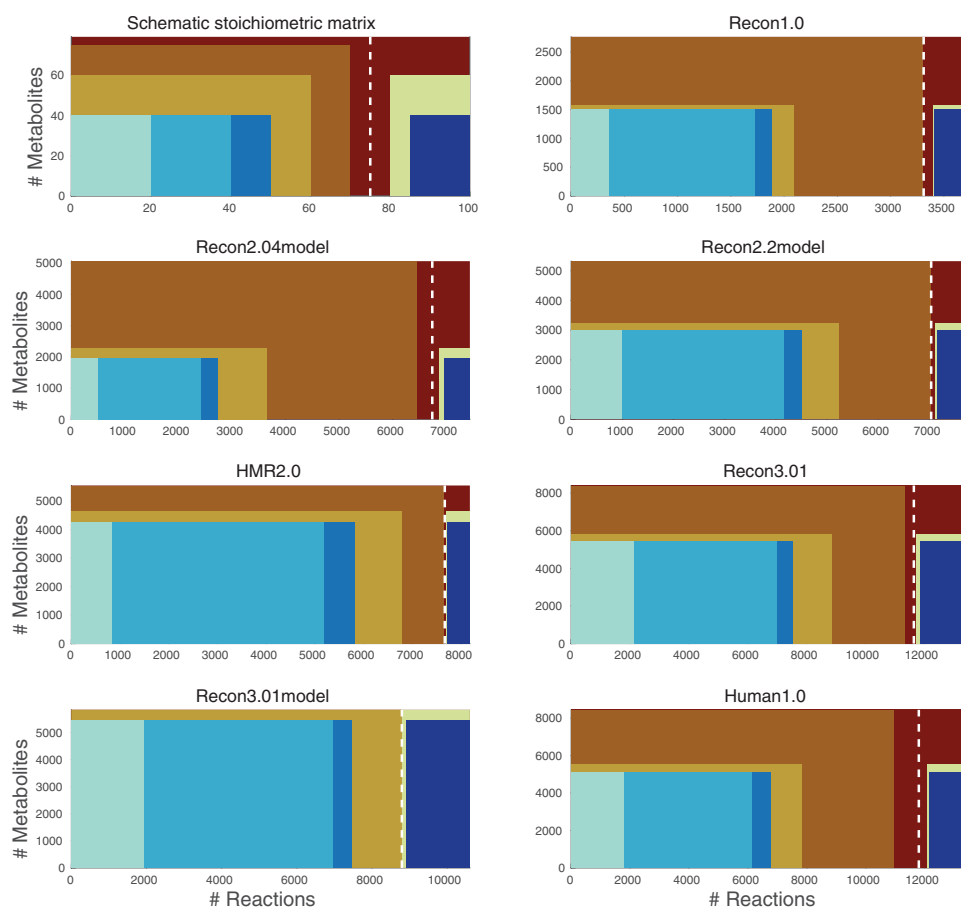 Schematic stoichiometric matrix
# Metabolites
60
40
20
0
0 20 40 60 80 100
Recon1.0
2500
2000
1500
1000
500
0
0 500 1000 1500 2000 2500 3000 3500
Recon2.04model
# Metabolites
5000
4000
3000
2000
1000
0
0 1000 2000 3000 4000 5000 6000 7000
Recon2.2model
5000
4000
3000
2000
1000
0
0 1000 2000 3000 4000 5000 6000 7000
HMR2.0
# Metabolites
5000
4000
3000
2000
1000
0
0 1000 2000 3000 4000 5000 6000 7000 8000
Recon3.01
8000
6000
4000
2000
0
0 2000 4000 6000 8000 10000 12000
Recon3.01model
# Metabolites
5000
4000
3000
2000
1000
0
0 2000 4000 6000 8000 10000
# Reactions
Human1.0
8000
6000
4000
2000
0
0 2000 4000 6000 8000 10000 12000
# Reactions